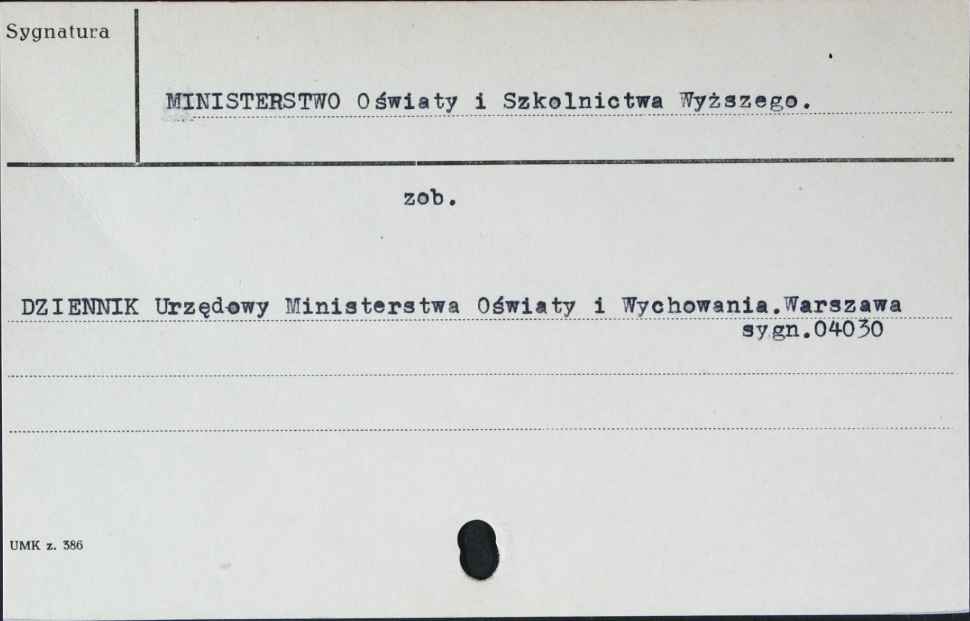 Sygnatura
MINISTERSTWO Oświaty i Szkolnictwa Wyższego.
zob.
DZIENNIK Urzędowy Ministerstwa Oświaty i Wychowania.Warszawa
sygn.04030
UMK z. 386